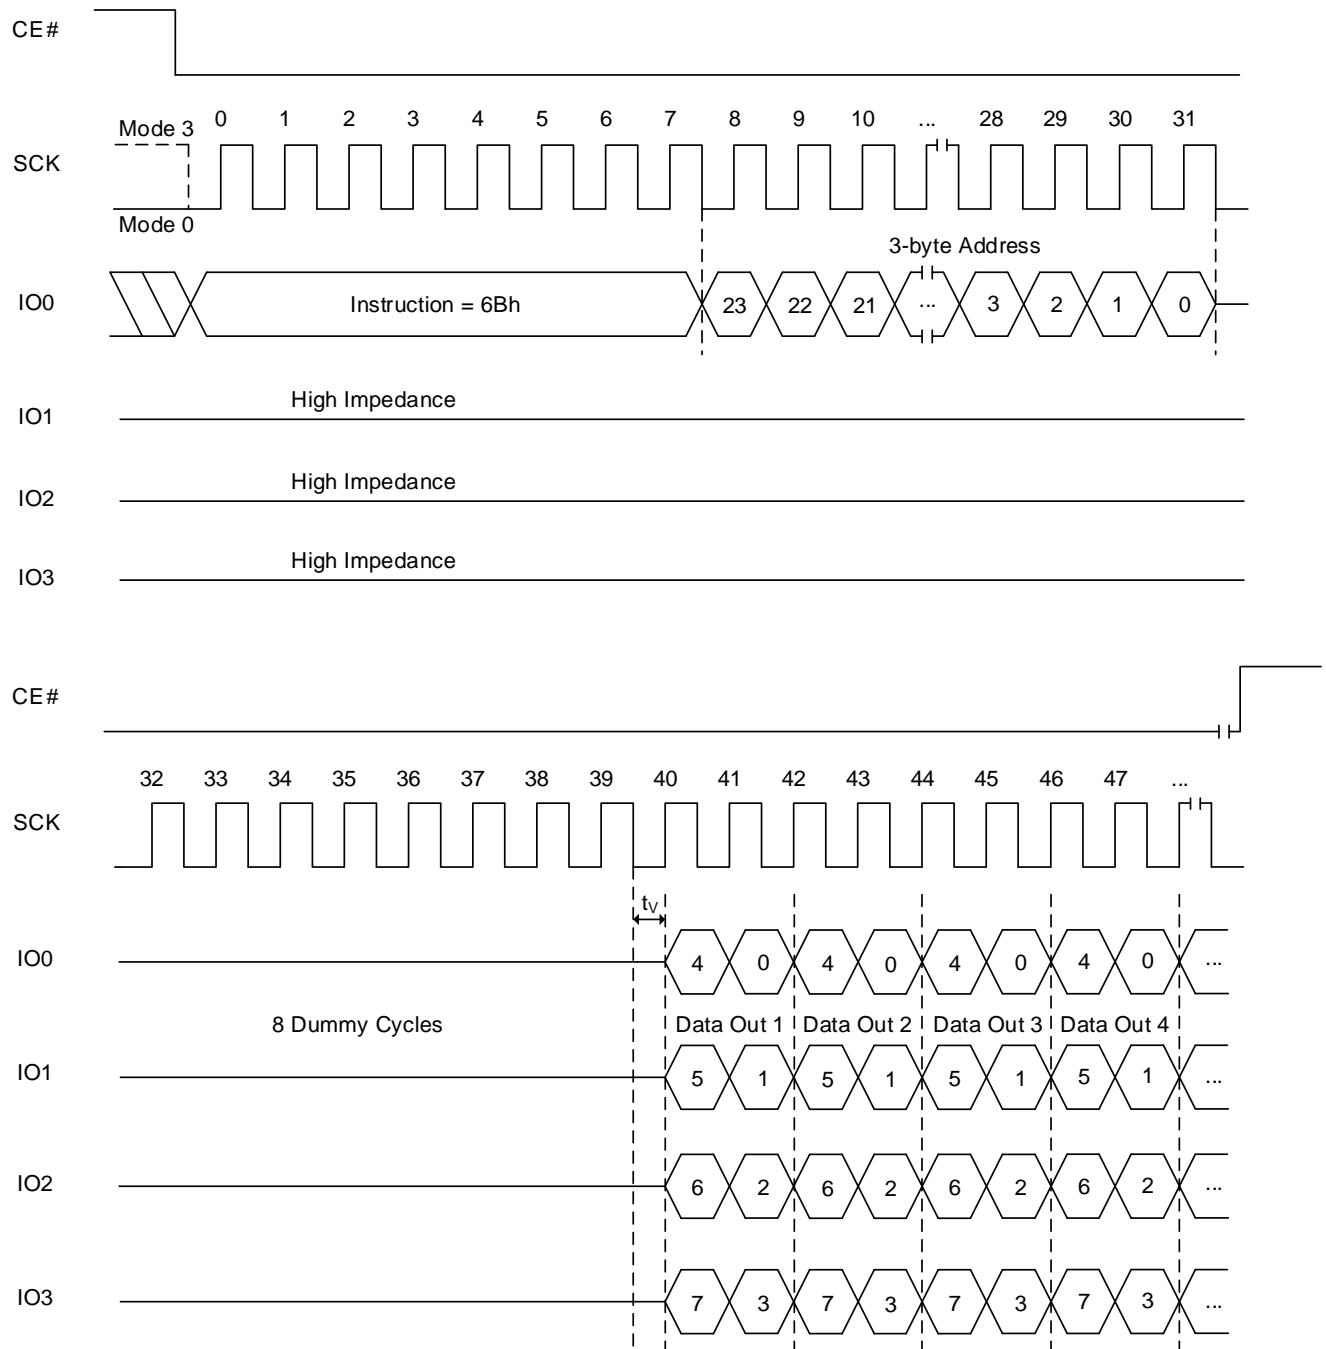 CE#
Mode 3 0 1 2 3 4 5 6 7 8 9 10 ... 28 29 30 31
SCK
Mode 0
3-byte Address
IO0 Instruction = 6Bh 23 22 21 ... 3 2 1 0
High Impedance
IO1
High Impedance
IO2
High Impedance
IO3
CE#
32 33 34 35 36 37 38 39 40 41 42 43 44 45 46 47 ...
SCK
tV
IO0 4 0 4 0 4 0 4 0 ...
8 Dummy Cycles Data Out 1 Data Out 2 Data Out 3 Data Out 4
IO1 5 1 5 1 5 1 5 1 ...
IO2 6 2 6 2 6 2 6 2 ...
IO3 7 3 7 3 7 3 7 3 ...